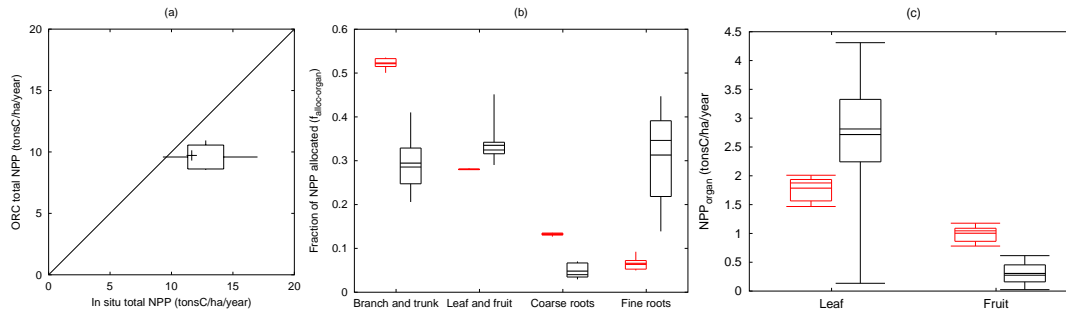 (a)
ORC total NPP (tonsC/ha/year)
20
15
10
5
0
0 5 10 15 20
In situ total NPP (tonsC/ha/year)
(b)
Fraction of NPP allocated (f_alloc-organ)
0.6
0.5
0.4
0.3
0.2
0.1
0
Branch and trunk Leaf and fruit Coarse roots Fine roots
(c)
NPP_organ (tonsC/ha/year)
4.5
4
3.5
3
2.5
2
1.5
1
0.5
0
Leaf Fruit